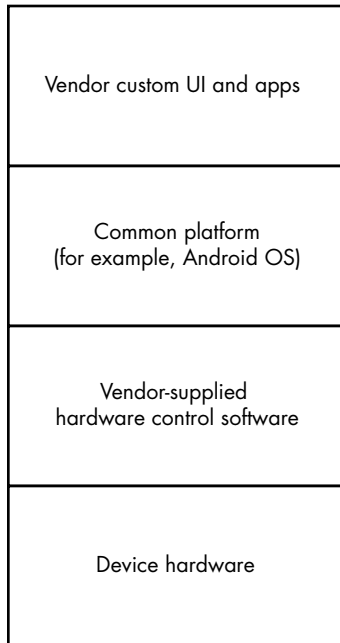 Vendor custom UI and apps
Common platform
(for example, Android OS)
Vendor-supplied
hardware control software
Device hardware